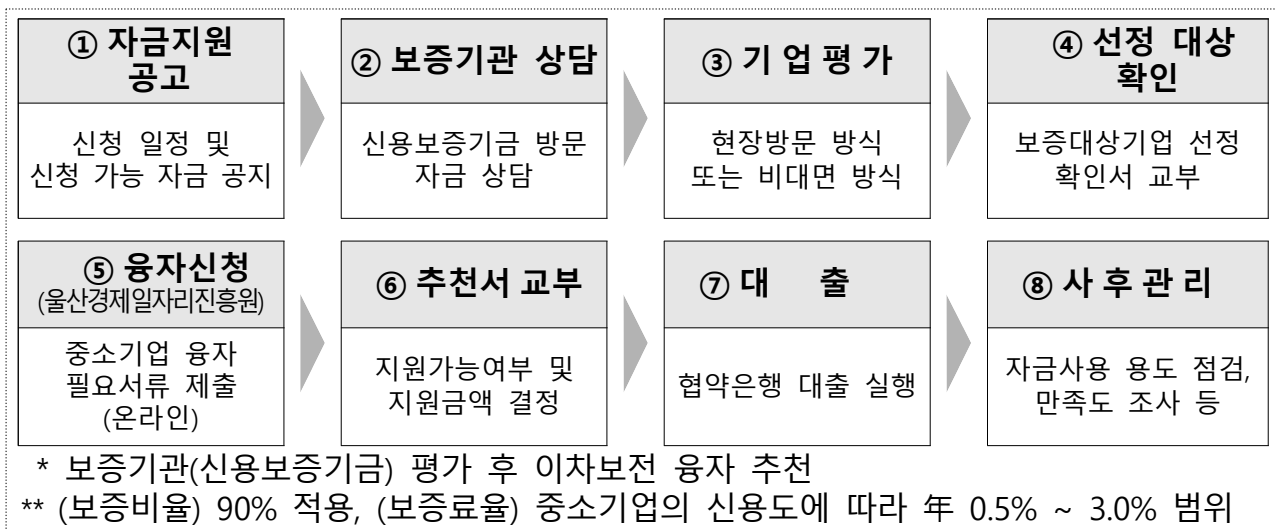 ① 자금지원
공고
신청 일정 및
신청 가능 자금 공지
② 보증기관 상담
신용보증기금 방문
자금 상담
③ 기 업 평 가
현장방문 방식
또는 비대면 방식
④ 선정 대상
확인
보증대상기업 선정
확인서 교부
⑤ 융자신청
(울산경제일자리진흥원)
중소기업 융자
필요서류 제출
(온라인)
⑥ 추천서 교부
지원가능여부 및
지원금액 결정
⑦ 대 출
협약은행 대출 실행
⑧ 사 후 관 리
자금사용 용도 점검,
만족도 조사 등
* 보증기관(신용보증기금) 평가 후 이차보전 융자 추천
** (보증비율) 90% 적용, (보증료율) 중소기업의 신용도에 따라 年 0.5% ~ 3.0% 범위